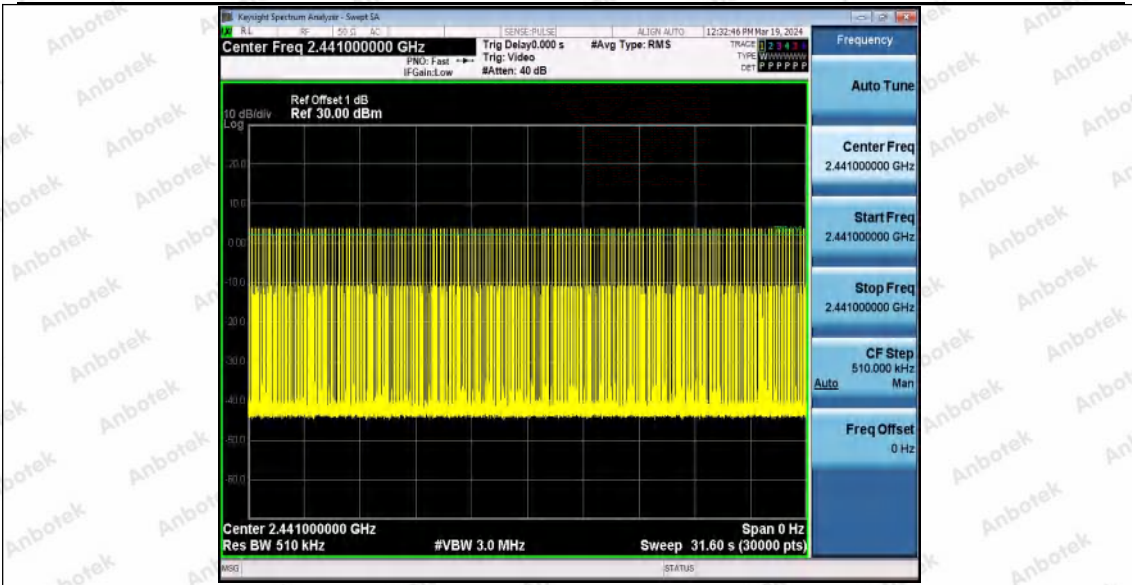 Keysight Spectrum Analyzer - Swept SA
RL RF 50 Ω AC SENSE:PULSE ALIGN AUTO 12:32:46 PM Mar 19, 2024
Center Freq 2.441000000 GHz
PNO: Fast
IFGain:Low
Trig Delay0.000 s
Trig: Video
#Atten: 40 dB
#Avg Type: RMS
TRACE 1 2 3 4 5 6
TYPE W
DET P P P P P P
Ref Offset 1 dB
10 dB/div Ref 30.00 dBm
Log
20.0
10.0
0.00
-10.0
-20.0
-30.0
-40.0
-50.0
-60.0
Center 2.441000000 GHz
Span 0 Hz
Res BW 510 kHz
#VBW 3.0 MHz
Sweep 31.60 s (30000 pts)
MSG
STATUS
Frequency
Auto Tune
Center Freq
2.441000000 GHz
Start Freq
2.441000000 GHz
Stop Freq
2.441000000 GHz
CF Step
510.000 kHz
Auto Man
Freq Offset
0 Hz
Anbotek